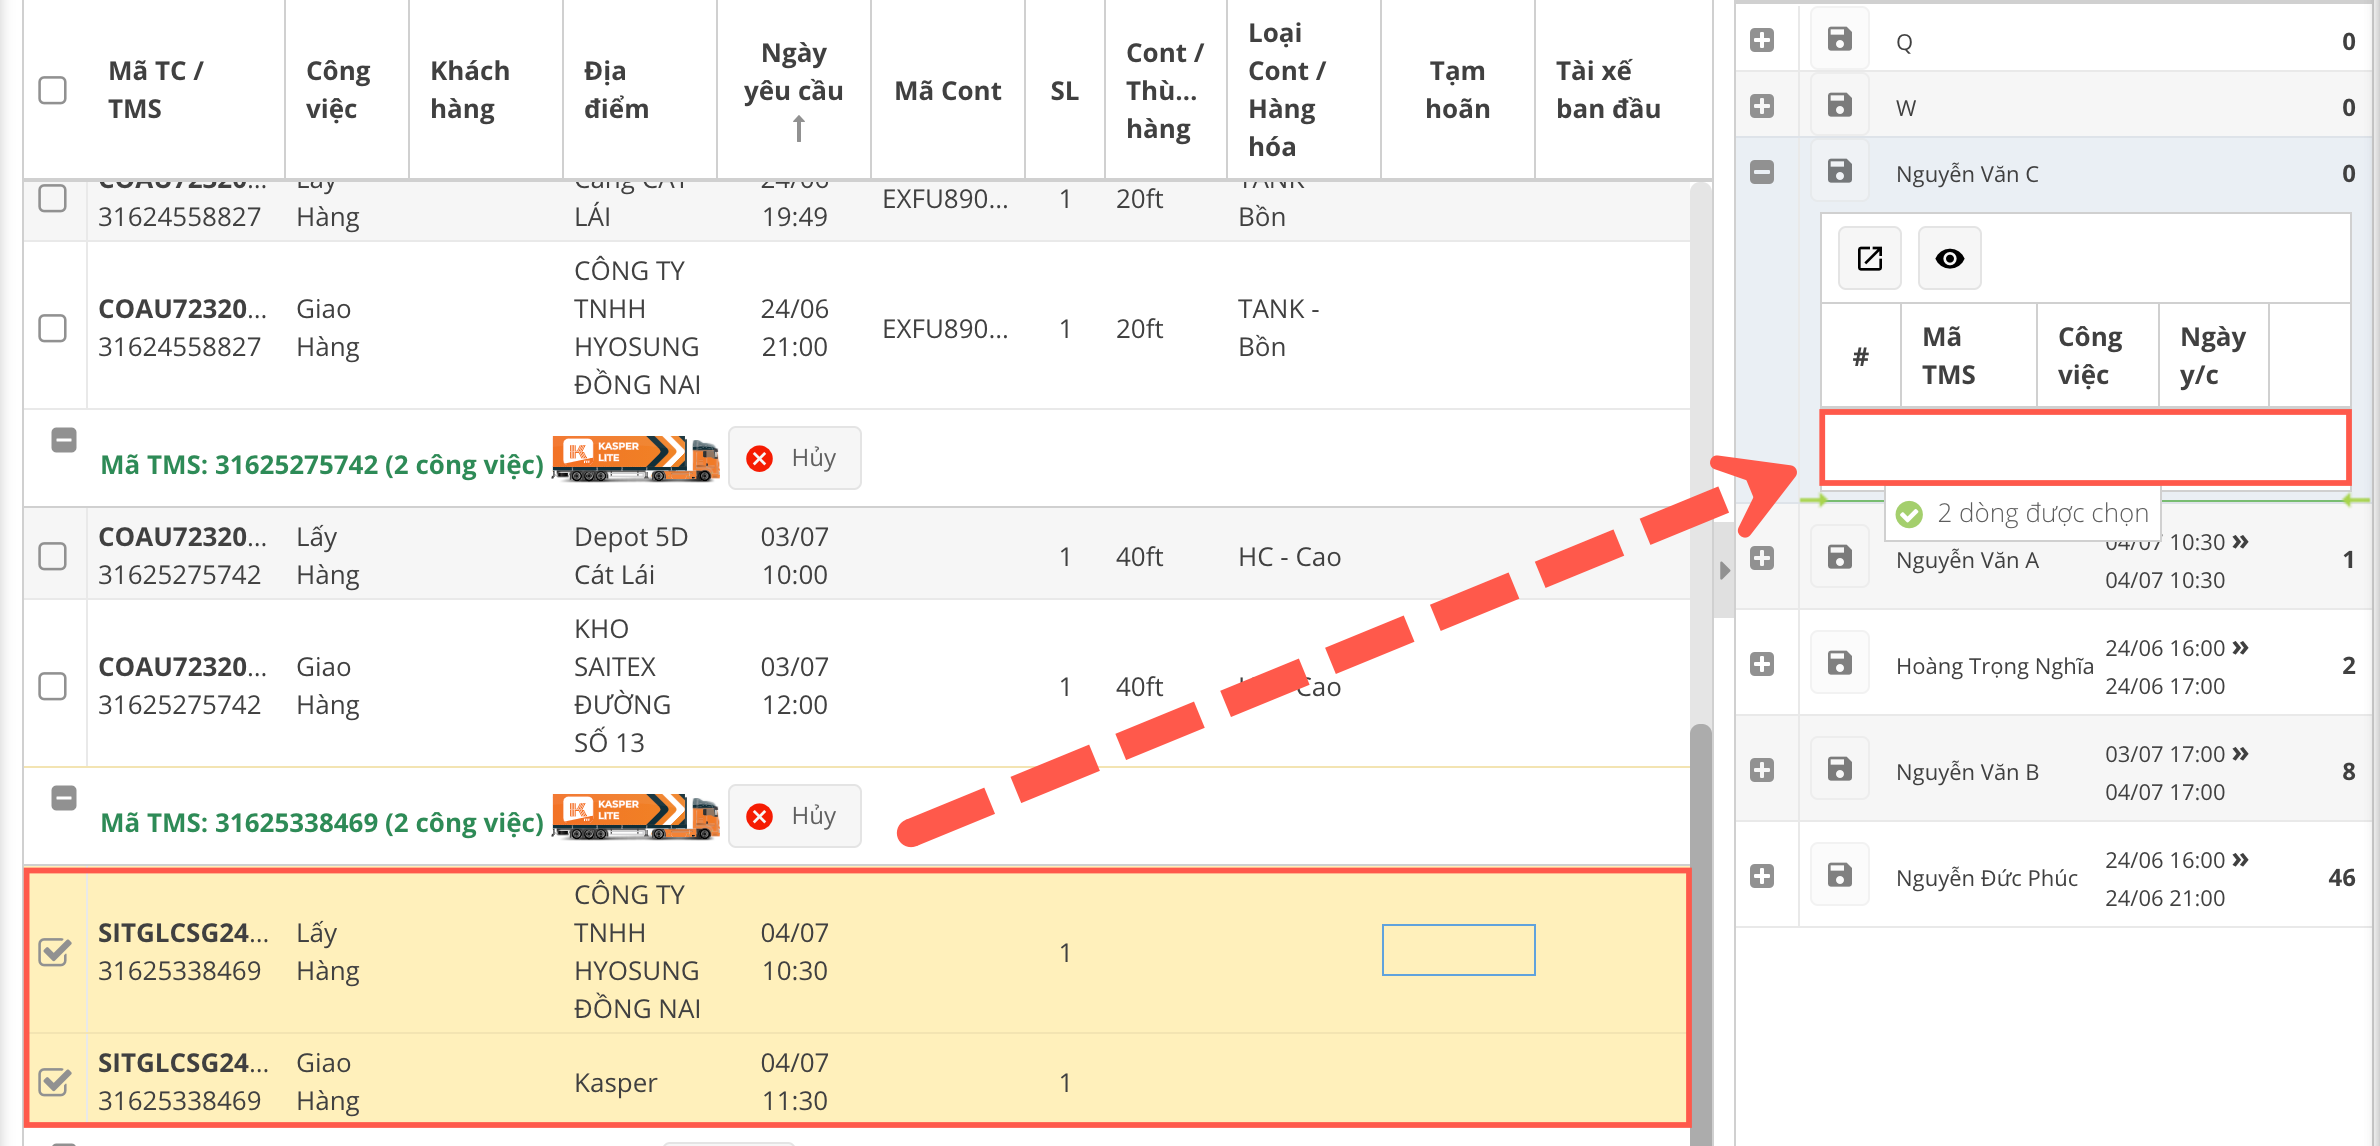 Mã TC /
TMS
Công
việc
Khách
hàng
Địa
điểm
Ngày
yêu cầu
Mã Cont
SL
Cont /
Thù...
hàng
Loại
Cont /
Hàng
hóa
Tạm
hoãn
Tài xế
ban đầu
COAU72320...
31624558827
Lấy
Hàng
Cảng CÁT
LÁI
24/06
19:49
EXFU890...
1
20ft
TANK -
Bồn
COAU72320...
31624558827
Giao
Hàng
CÔNG TY
TNHH
HYOSUNG
ĐỒNG NAI
24/06
21:00
EXFU890...
1
20ft
TANK -
Bồn
Mã TMS: 31625275742 (2 công việc)
KASPER
LITE
Hủy
COAU72320...
31625275742
Lấy
Hàng
Depot 5D
Cát Lái
03/07
10:00
1
40ft
HC - Cao
COAU72320...
31625275742
Giao
Hàng
KHO
SAITEX
ĐƯỜNG
SỐ 13
03/07
12:00
1
40ft
Cao
Mã TMS: 31625338469 (2 công việc)
KASPER
LITE
Hủy
SITGLCSG24...
31625338469
Lấy
Hàng
CÔNG TY
TNHH
HYOSUNG
ĐỒNG NAI
04/07
10:30
1
SITGLCSG24...
31625338469
Giao
Hàng
Kasper
04/07
11:30
1
Q
0
W
0
Nguyễn Văn C
0
#
Mã
TMS
Công
việc
Ngày
y/c
2 dòng được chọn
Nguyễn Văn A
04/07 10:30 »
04/07 10:30
1
Hoàng Trọng Nghĩa
24/06 16:00 »
24/06 17:00
2
Nguyễn Văn B
03/07 17:00 »
04/07 17:00
8
Nguyễn Đức Phúc
24/06 16:00 »
24/06 21:00
46